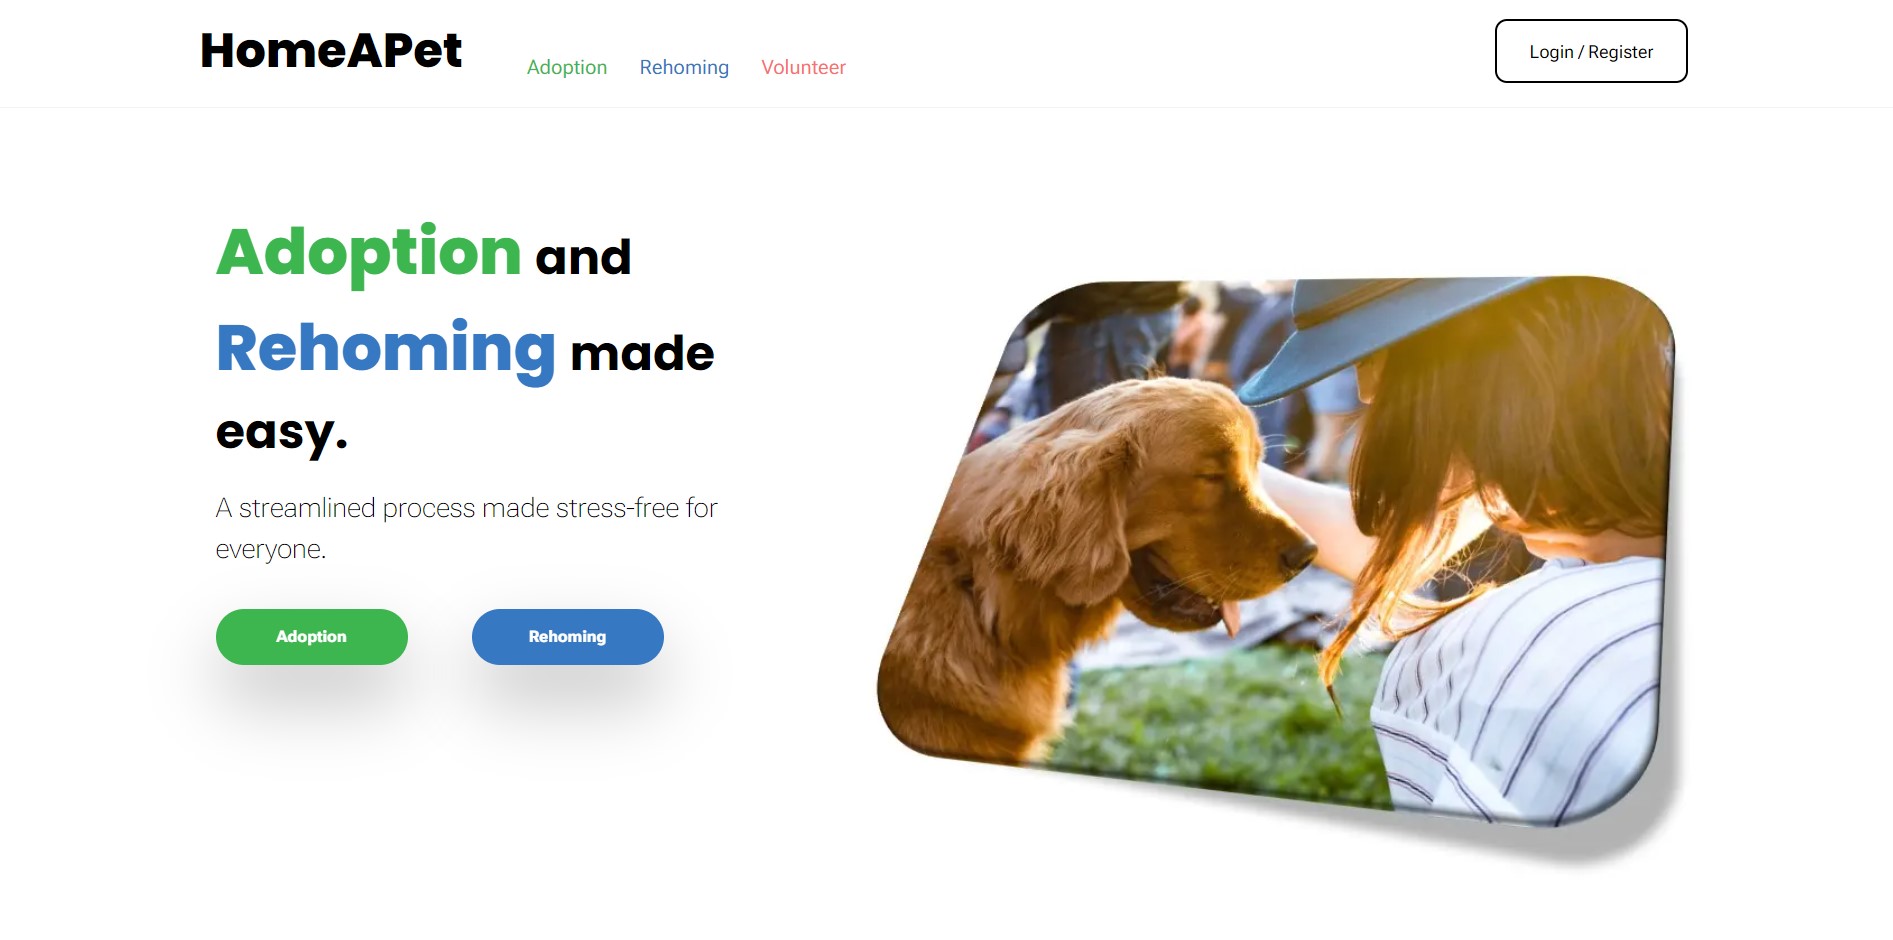 HomeAPet
Adoption Rehoming Volunteer
Login / Register
Adoption and
Rehoming made
easy.
A streamlined process made stress-free for
everyone.
Adoption Rehoming